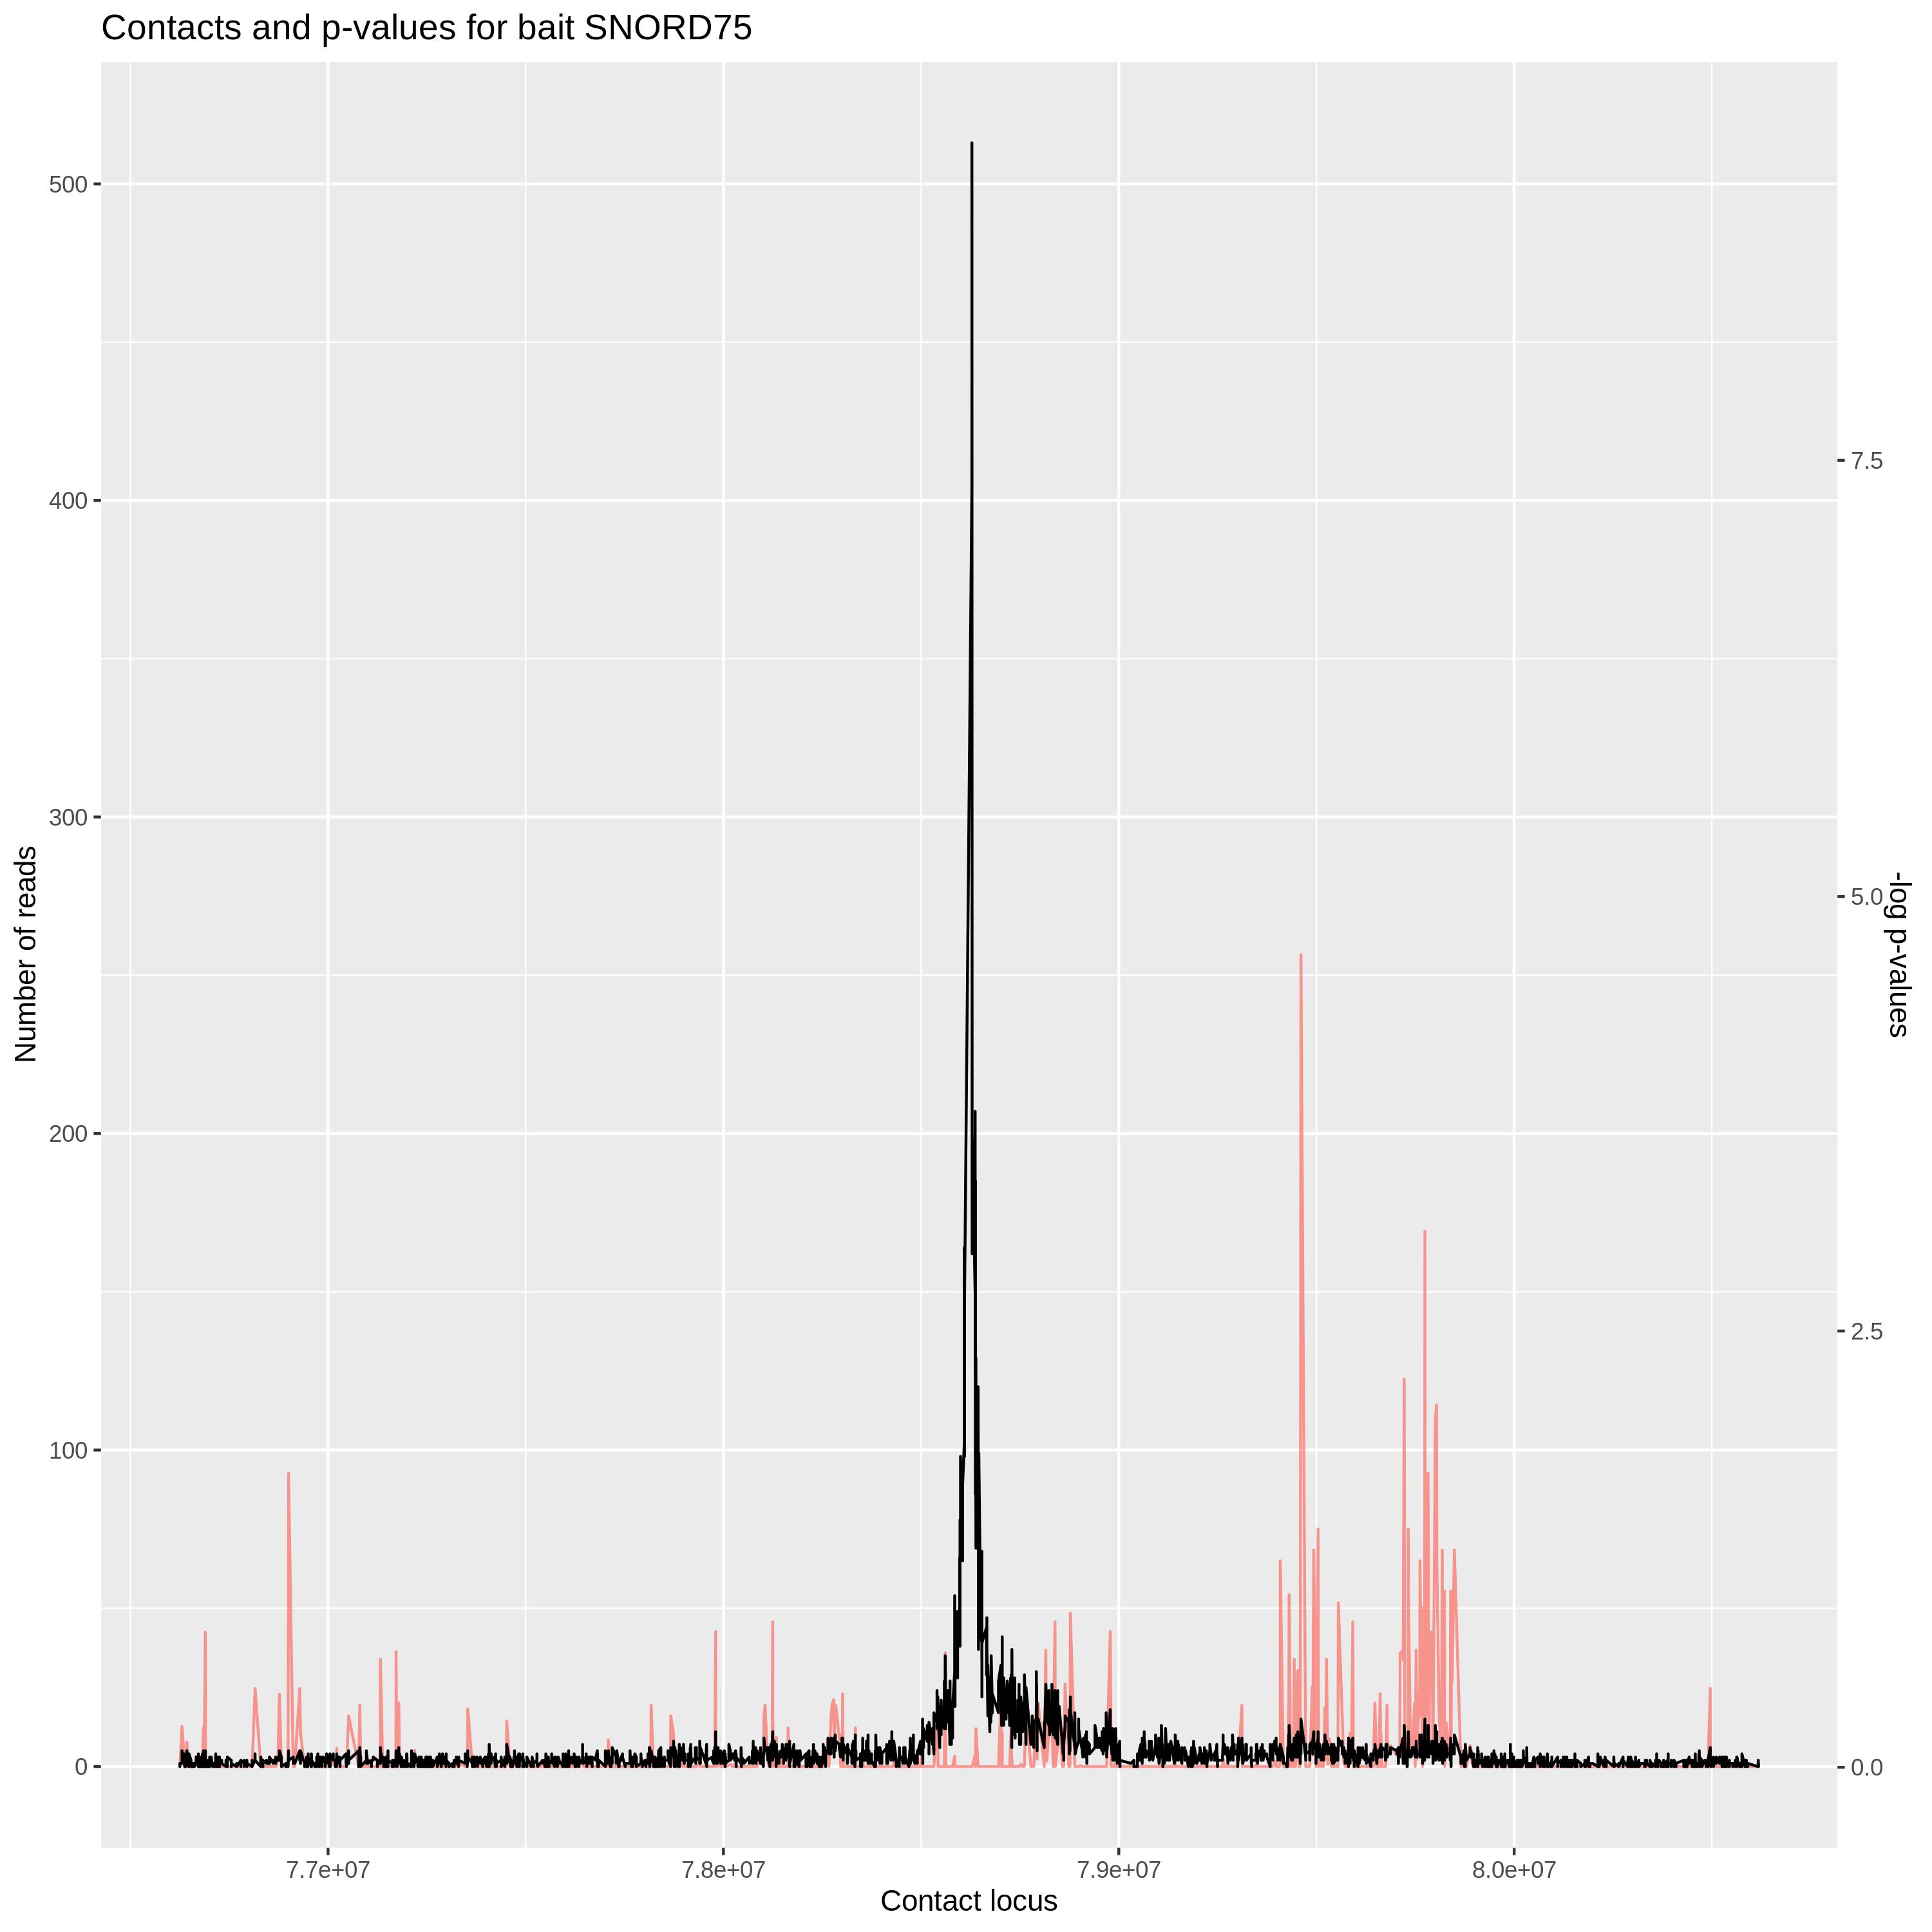 Contacts and p-values for bait SNORD75
500
400
300
200
100
0
Number of reads
7.5
5.0
2.5
0.0
-log p-values
7.7e+07
7.8e+07
7.9e+07
8.0e+07
Contact locus